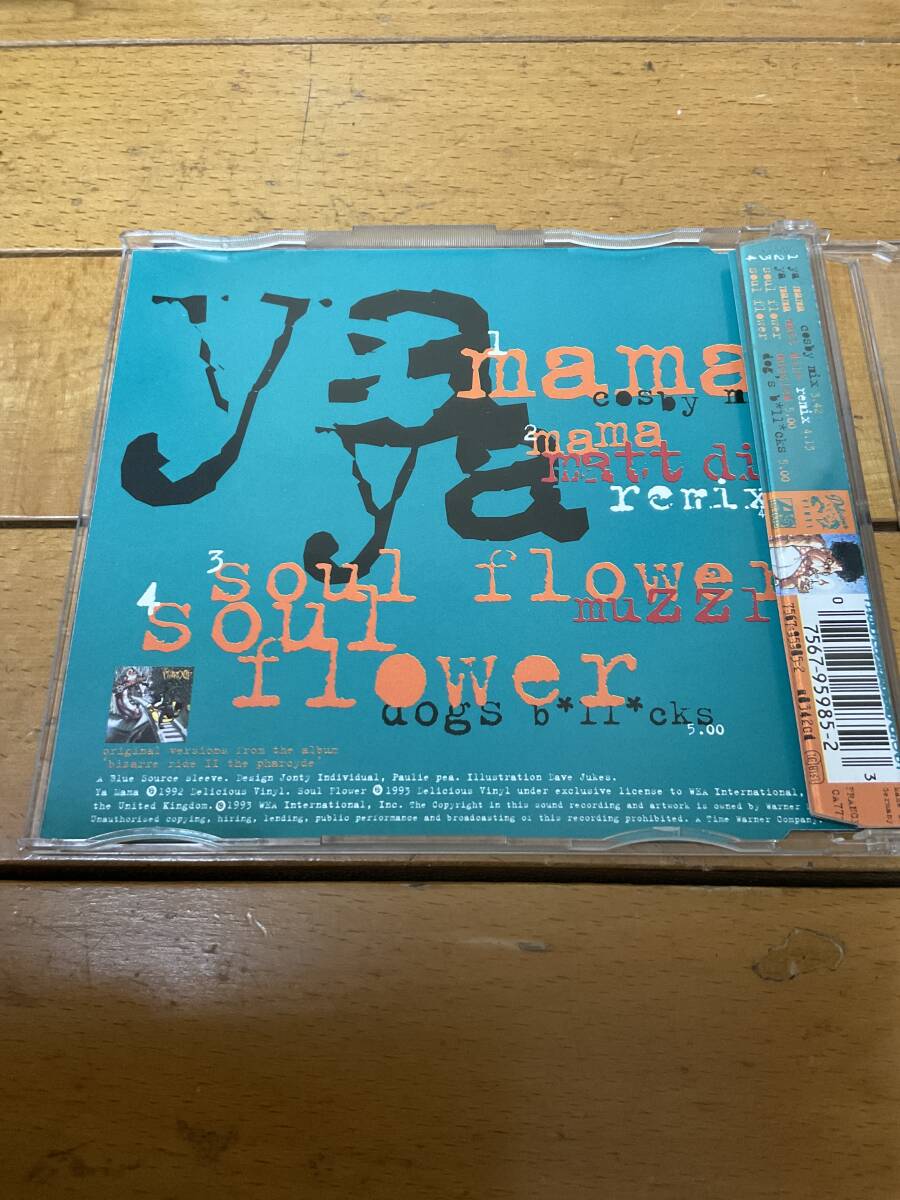 ya
1
mama
cosby m
ya
2
mama
matt di
remix
3
soul flower
muzzi
4
soul
flower
dogs b*ll*cks
5.00
original versions from the album
'bizarre ride II the pharcyde'
A Blue Source sleeve. Design Jonty Individual, Paulie pea. Illustration Dave Jukes.
Ya Mama ℗1992 Delicious Vinyl. Soul Flower ℗1993 Delicious Vinyl under exclusive license to WEA International,
the United Kingdom. ©1993 WEA International, Inc. The Copyright in this sound recording and artwork is owned by Warner
Unauthorised copying, hiring, lending, public performance and broadcasting of this recording prohibited. A Time Warner Company.
1 ya mama cosby mix 3.42
2 ya mama remix 4.15
3 soul flower 5.00
4 soul flower dog's b*ll*cks 5.00
7567-95985-2
0
7567-95985-2
3